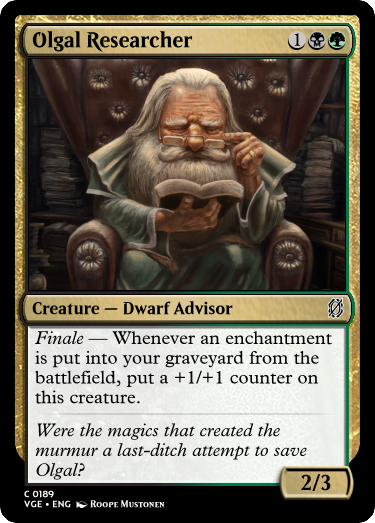 Olgal Researcher 1
Creature — Dwarf Advisor
Finale — Whenever an enchantment
is put into your graveyard from the
battlefield, put a +1/+1 counter on
this creature.
Were the magics that created the
murmur a last-ditch attempt to save
Olgal?
2/3
C 0189
VGE • ENG Roope Mustonen